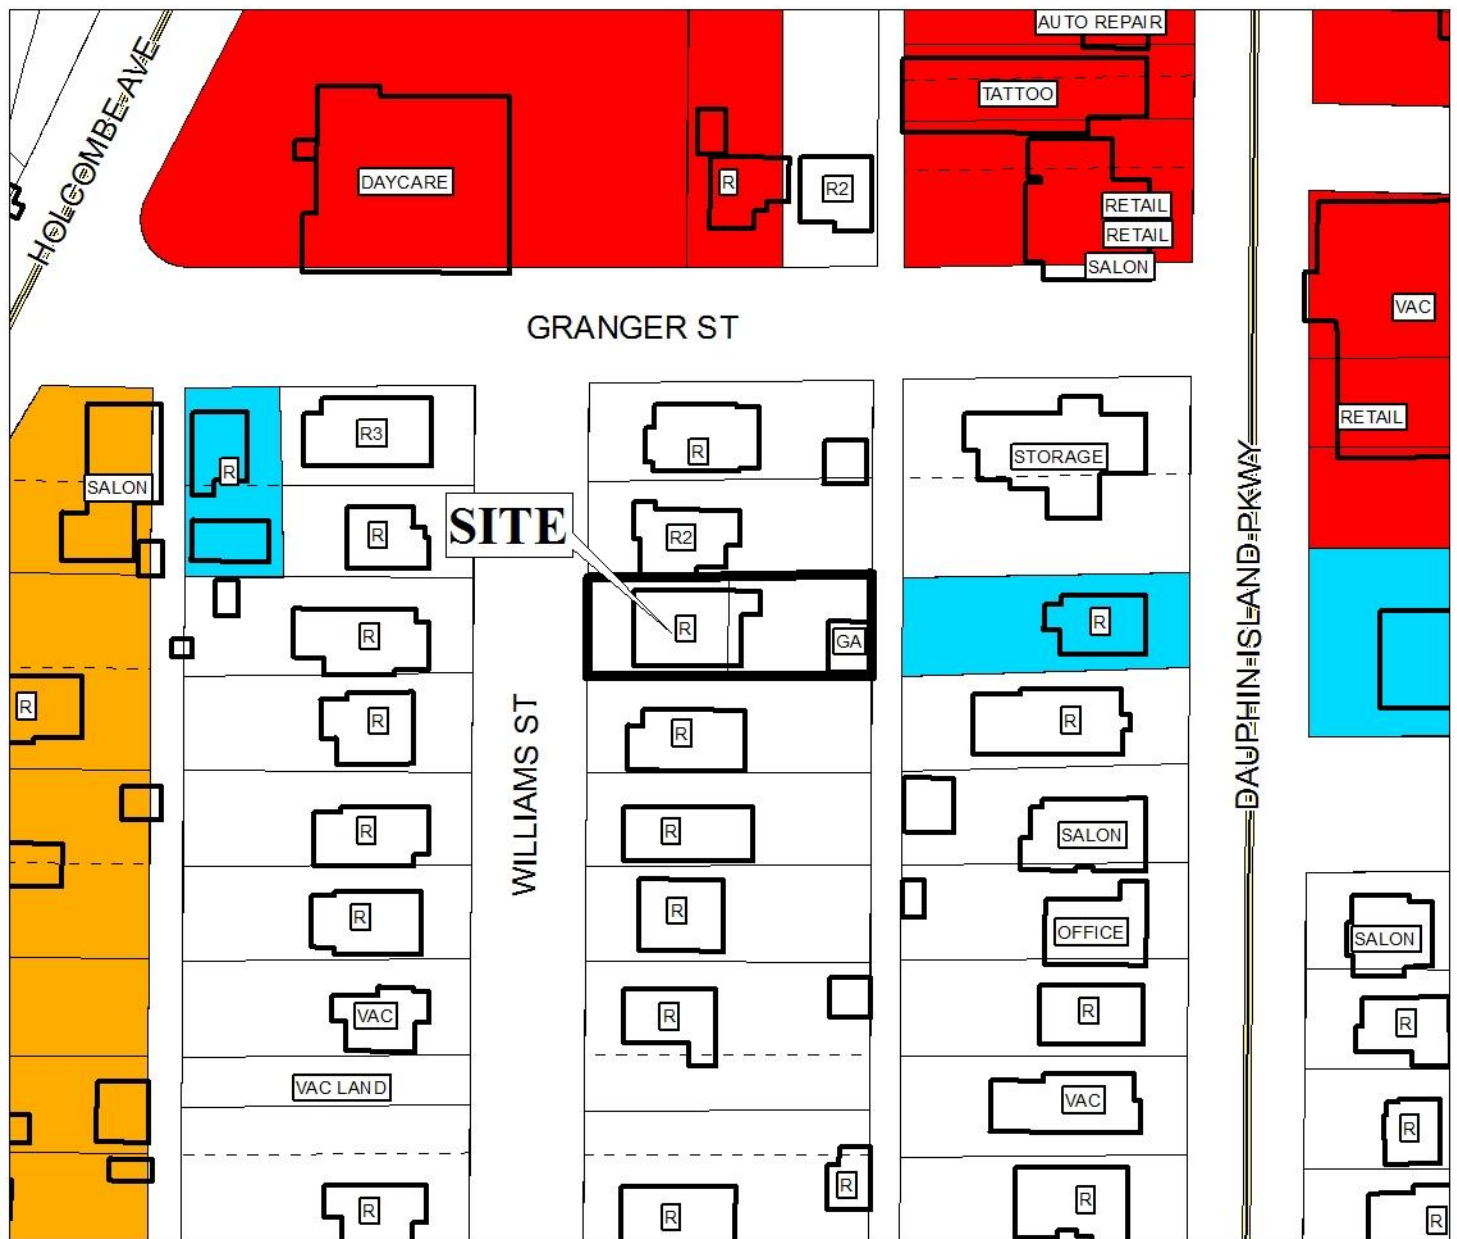 AUTO REPAIR
HOLCOMBE AVE
TATTOO
DAYCARE
R
R2
RETAIL
RETAIL
SALON
VAC
GRANGER ST
RETAIL
R3
R
STORAGE
R
SALON
SITE
R
R2
R
R
GA
R
R
R
R
R
DAUPHIN ISLAND PKWY
WILLIAMS ST
R
R
SALON
R
R
OFFICE
SALON
VAC
R
R
R
VAC LAND
VAC
R
R
R
R
R
R